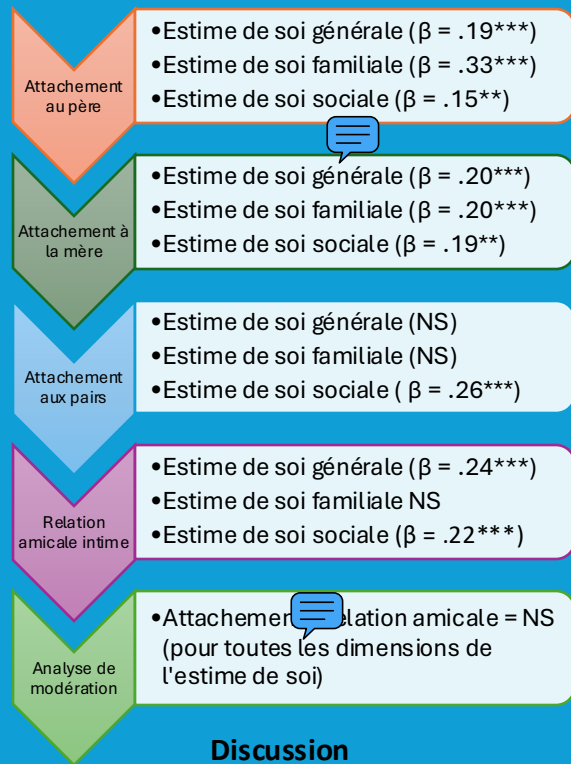 Attachement
au père
•Estime de soi générale (β = .19***)
•Estime de soi familiale (β = .33***)
•Estime de soi sociale (β = .15**)
Attachement à
la mère
•Estime de soi générale (β = .20***)
•Estime de soi familiale (β = .20***)
•Estime de soi sociale (β = .19**)
Attachement
aux pairs
•Estime de soi générale (NS)
•Estime de soi familiale (NS)
•Estime de soi sociale ( β = .26***)
Relation
amicale intime
•Estime de soi générale (β = .24***)
•Estime de soi familiale NS
•Estime de soi sociale (β = .22***)
Analyse de
modération
•Attachemen elation amicale = NS
(pour toutes les dimensions de
l'estime de soi)
Discussion